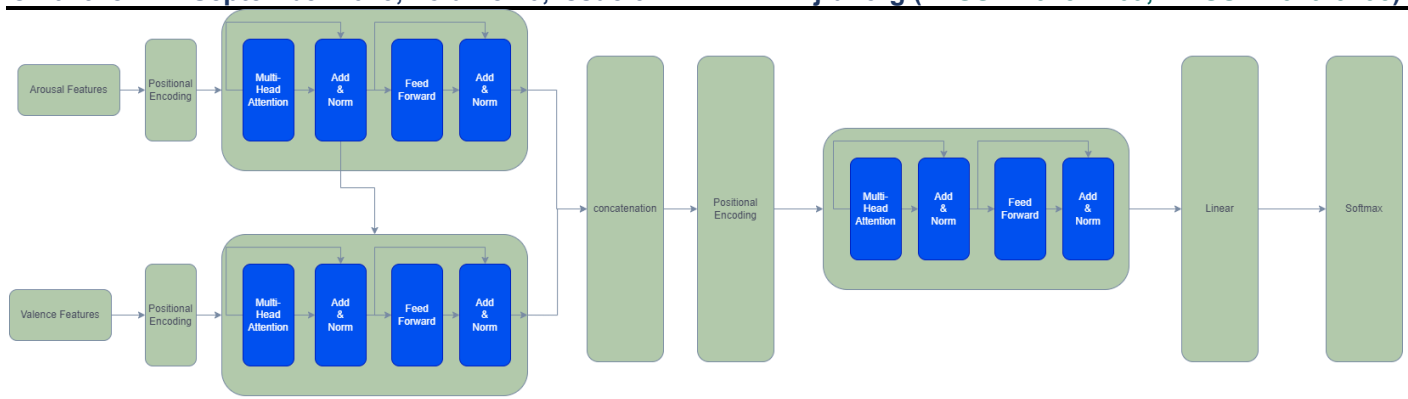 Arousal Features
Positional
Encoding
Multi-
Head
Attention
Add
&
Norm
Feed
Forward
Add
&
Norm
Valence Features
Positional
Encoding
Multi-
Head
Attention
Add
&
Norm
Feed
Forward
Add
&
Norm
concatenation
Positional
Encoding
Multi-
Head
Attention
Add
&
Norm
Feed
Forward
Add
&
Norm
Linear
Softmax